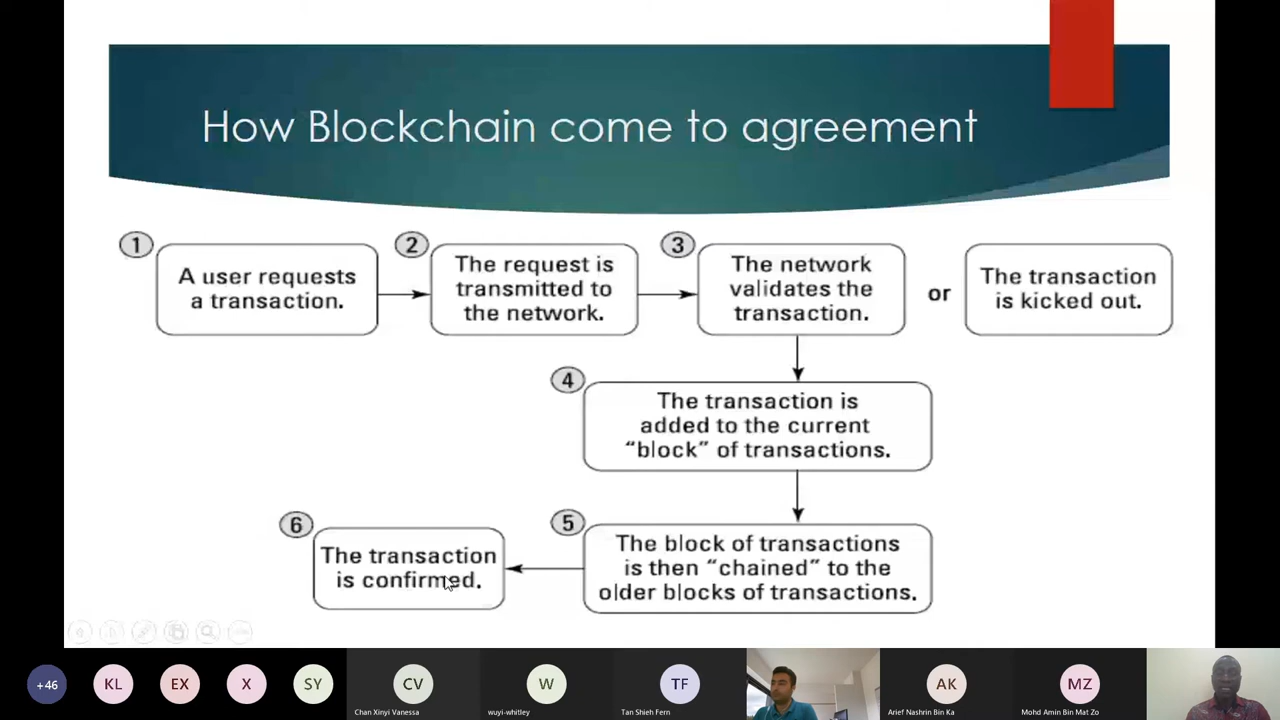 How Blockchain come to agreement
1
A user requests
a transaction.
2
The request is
transmitted to
the network.
3
The network
validates the
transaction.
or
The transaction
is kicked out.
4
The transaction is
added to the current
“block” of transactions.
5
The block of transactions
is then “chained” to the
older blocks of transactions.
6
The transaction
is confirmed.
+46
KL
EX
X
SY
CV
Chan Xinyi Vanessa
W
wuyi-whitley
TF
Tan Shieh Fern
AK
Arief Nashrin Bin Ka
MZ
Mohd Amin Bin Mat Zo